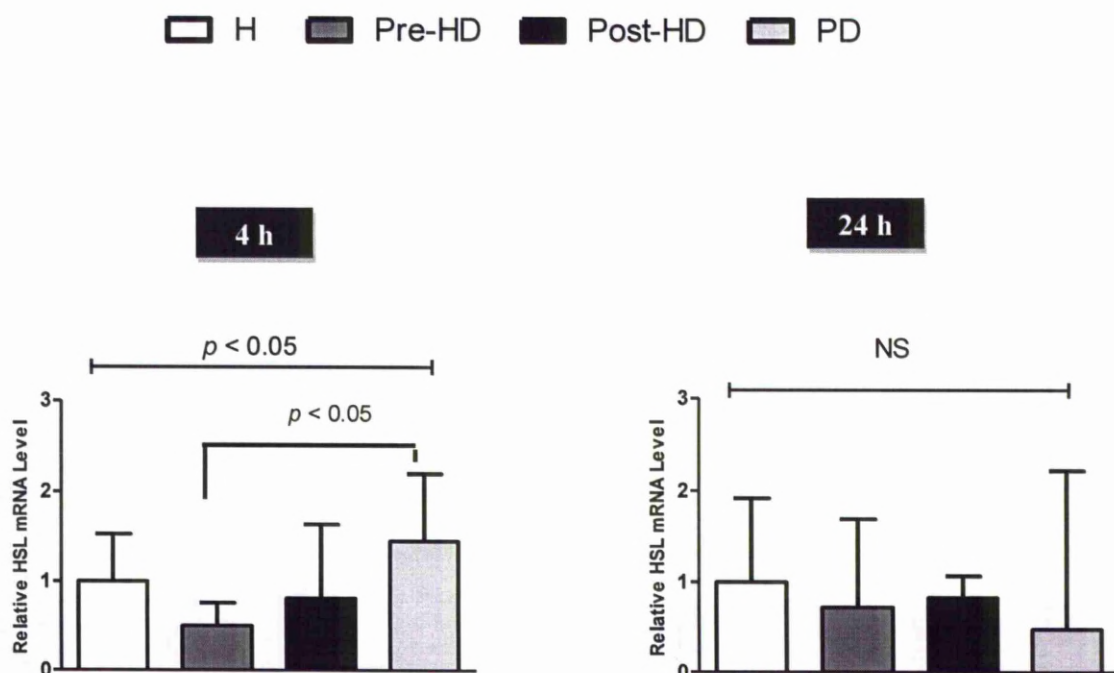 H Pre-HD Post-HD PD
4 h
24 h
p < 0.05
NS
p < 0.05
Relative HSL mRNA Level
3
2
1
0
Relative HSL mRNA Level
3
2
1
0